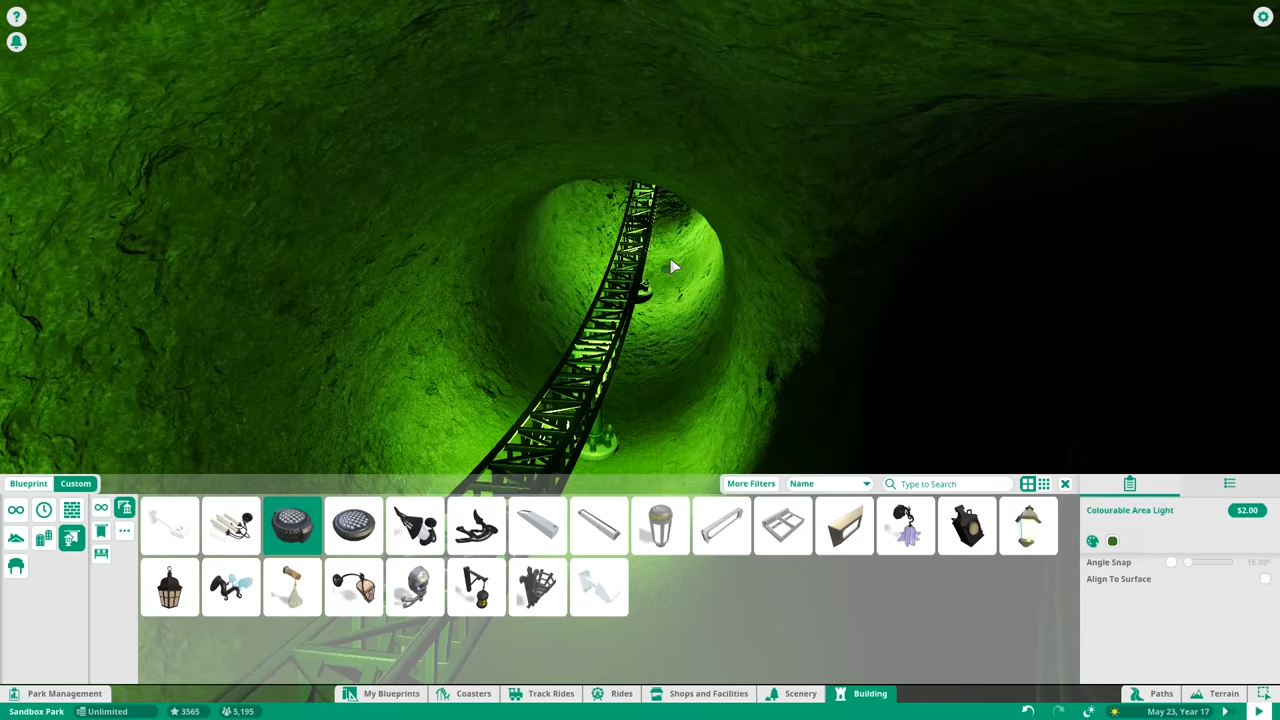 ?
Blueprint
Custom
More Filters
Name
Type to Search
Colourable Area Light
$2.00
Angle Snap
15.00°
Align To Surface
Park Management
My Blueprints
Coasters
Track Rides
Rides
Shops and Facilities
Scenery
Building
Paths
Terrain
Sandbox Park
Unlimited
3565
5,195
May 23, Year 17